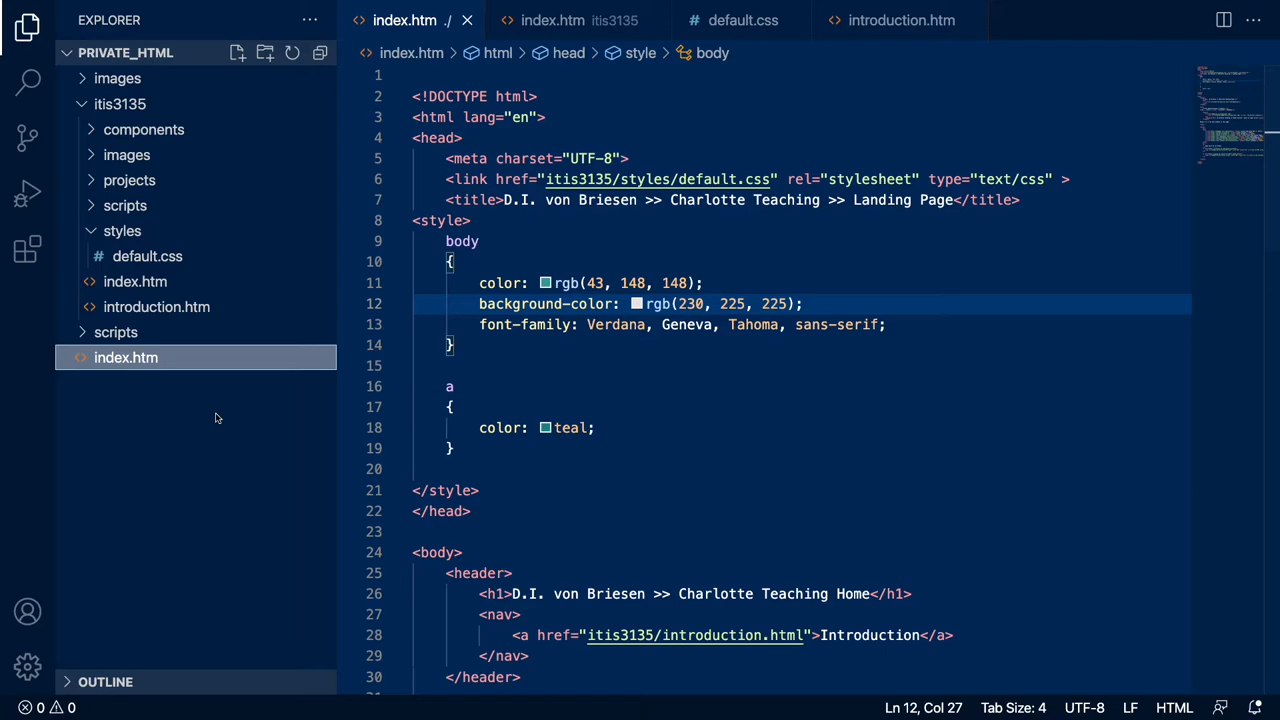 EXPLORER
PRIVATE_HTML
images
itis3135
components
images
projects
scripts
styles
# default.css
<> index.htm
<> introduction.htm
scripts
<> index.htm
OUTLINE
<> index.htm ./
<> index.htm itis3135
# default.css
<> introduction.htm
<> index.htm > html > head > style > body
1
2 <!DOCTYPE html>
3 <html lang="en">
4 <head>
5 <meta charset="UTF-8">
6 <link href="itis3135/styles/default.css" rel="stylesheet" type="text/css" >
7 <title>D.I. von Briesen >> Charlotte Teaching >> Landing Page</title>
8 <style>
9 body
10 {
11 color: rgb(43, 148, 148);
12 background-color: rgb(230, 225, 225);
13 font-family: Verdana, Geneva, Tahoma, sans-serif;
14 }
15
16 a
17 {
18 color: teal;
19 }
20
21 </style>
22 </head>
23
24 <body>
25 <header>
26 <h1>D.I. von Briesen >> Charlotte Teaching Home</h1>
27 <nav>
28 <a href="itis3135/introduction.html">Introduction</a>
29 </nav>
30 </header>
0 0 Ln 12, Col 27 Tab Size: 4 UTF-8 LF HTML